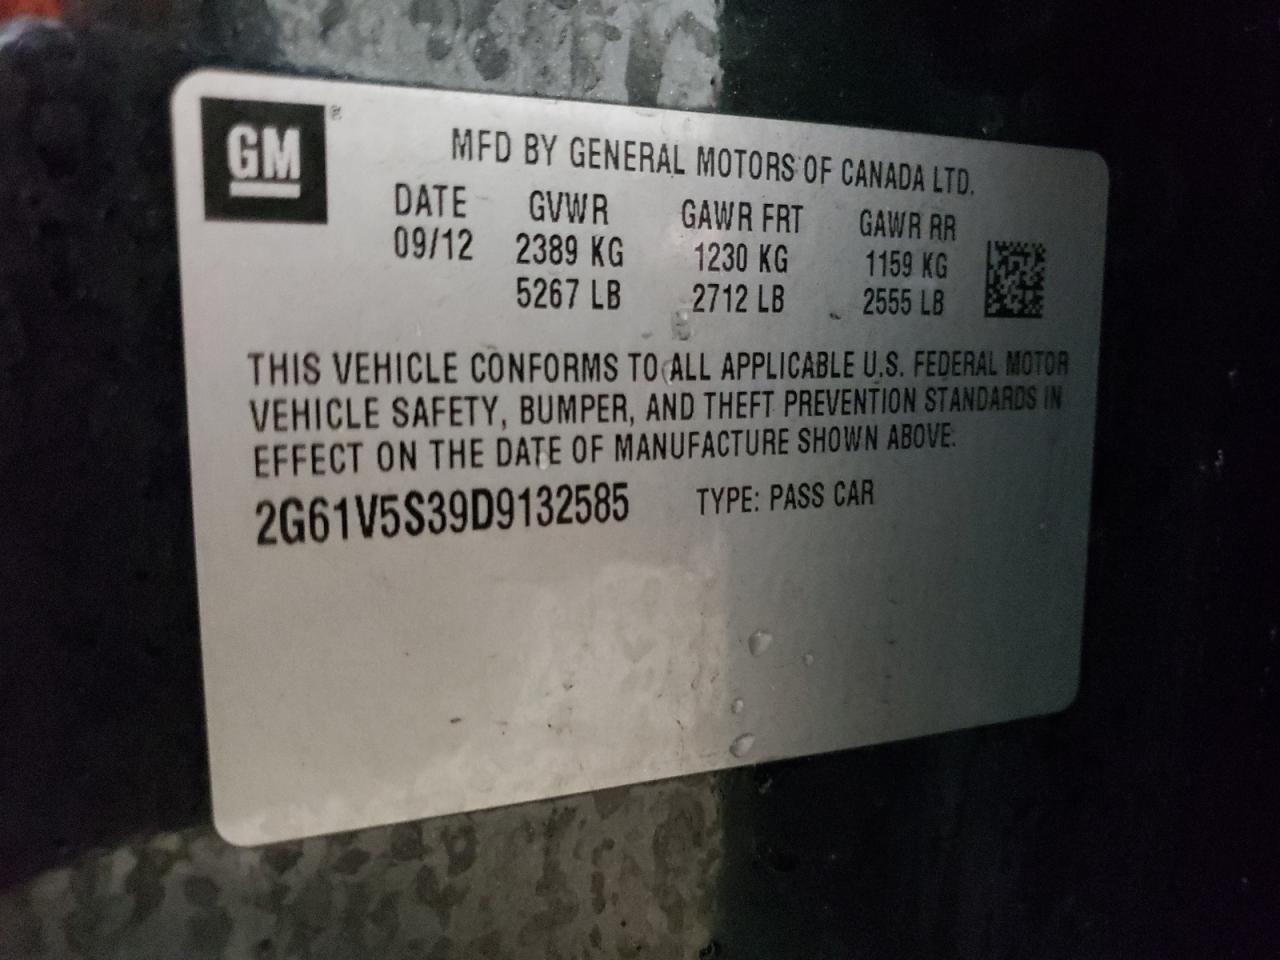 GM ®
MFD BY GENERAL MOTORS OF CANADA LTD.
DATE GVWR GAWR FRT GAWR RR
09/12 2389 KG 1230 KG 1159 KG
5267 LB 2712 LB 2555 LB
THIS VEHICLE CONFORMS TO ALL APPLICABLE U.S. FEDERAL MOTOR
VEHICLE SAFETY, BUMPER, AND THEFT PREVENTION STANDARDS IN
EFFECT ON THE DATE OF MANUFACTURE SHOWN ABOVE.
2G61V5S39D9132585 TYPE: PASS CAR